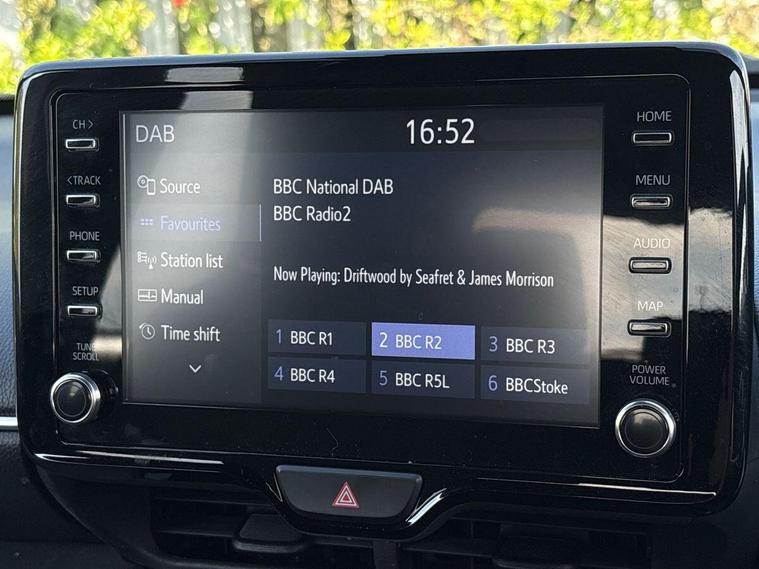 DAB
16:52
Source
Favourites
Station list
Manual
Time shift
BBC National DAB
BBC Radio2
Now Playing: Driftwood by Seafret & James Morrison
1 BBC R1
2 BBC R2
3 BBC R3
4 BBC R4
5 BBC R5L
6 BBCStoke
CH >
< TRACK
PHONE
SETUP
TUNE
SCROLL
HOME
MENU
AUDIO
MAP
POWER
VOLUME